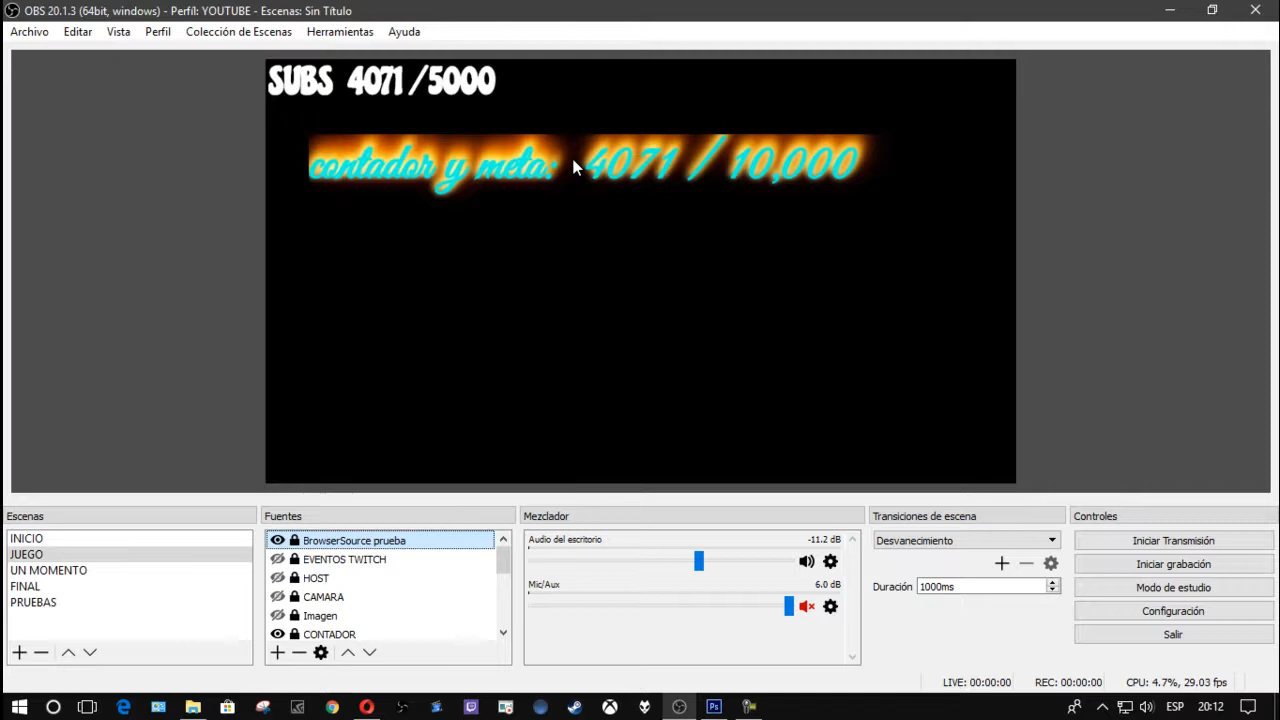 OBS 20.1.3 (64bit, windows) - Perfil: YOUTUBE - Escenas: Sin Título
Archivo Editar Vista Perfil Colección de Escenas Herramientas Ayuda
SUBS 4071/5000
contador y meta: 4071 / 10,000
Escenas
INICIO
JUEGO
UN MOMENTO
FINAL
PRUEBAS
Fuentes
BrowserSource prueba
EVENTOS TWITCH
HOST
CAMARA
Imagen
CONTADOR
Mezclador
Audio del escritorio -11.2 dB
Mic/Aux 6.0 dB
Transiciones de escena
Desvanecimiento
Duración 1000ms
Controles
Iniciar Transmisión
Iniciar grabación
Modo de estudio
Configuración
Salir
LIVE: 00:00:00 REC: 00:00:00 CPU: 4.7%, 29.03 fps
Ps
ESP 20:12